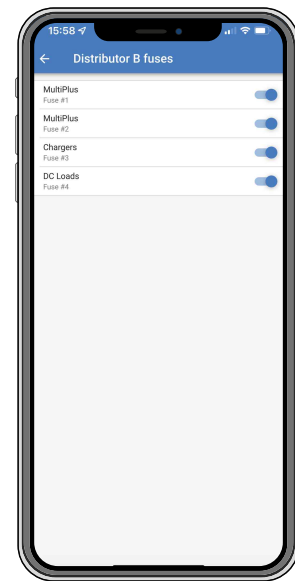 15:58
Distributor B fuses
MultiPlus
Fuse #1
MultiPlus
Fuse #2
Chargers
Fuse #3
DC Loads
Fuse #4